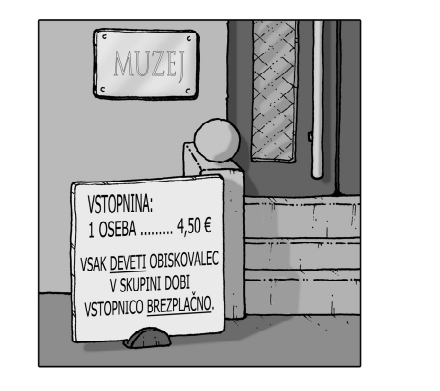 MUZEJ
VSTOPNINA:
1 OSEBA ......... 4,50 €
VSAK DEVETI OBISKOVALEC
V SKUPINI DOBI
VSTOPNICO BREZPLAČNO.